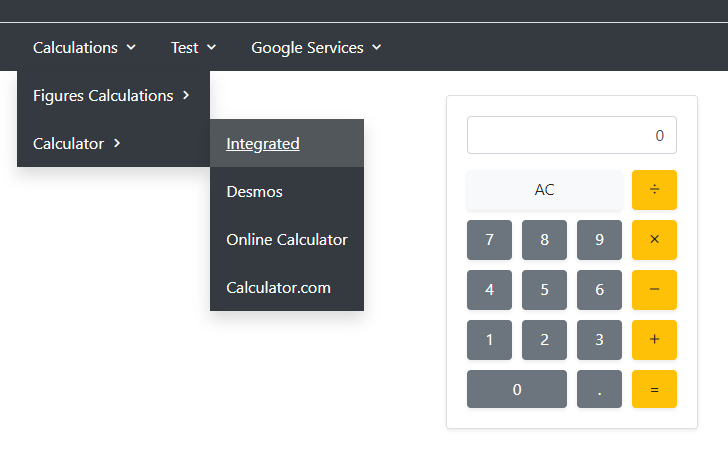 Calculations Test Google Services
Figures Calculations
Calculator
Integrated
Desmos
Online Calculator
Calculator.com
0
AC ÷
7 8 9 ×
4 5 6 −
1 2 3 +
0 . =